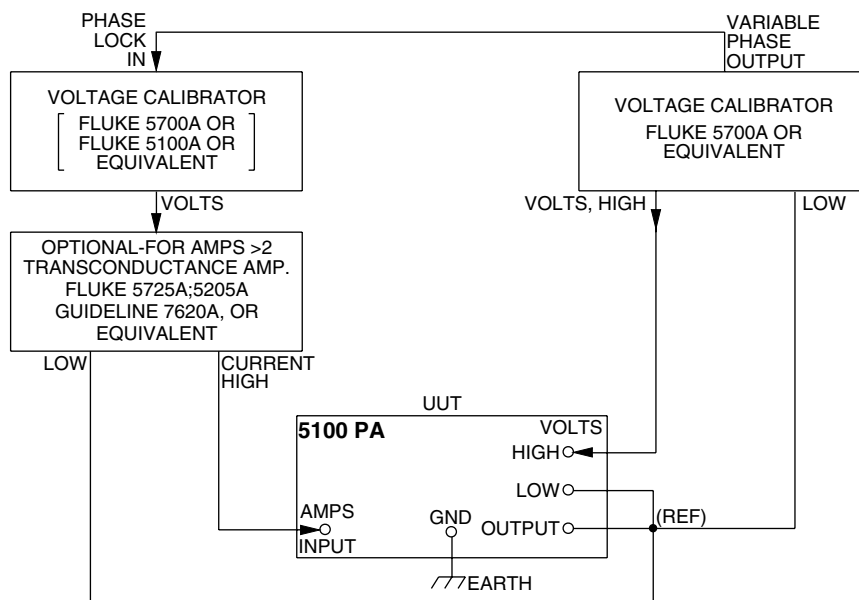 PHASE
LOCK
IN
VARIABLE
PHASE
OUTPUT
VOLTAGE CALIBRATOR
FLUKE 5700A OR
FLUKE 5100A OR
EQUIVALENT
VOLTAGE CALIBRATOR
FLUKE 5700A OR
EQUIVALENT
VOLTS
VOLTS, HIGH
LOW
OPTIONAL-FOR AMPS >2
TRANSCONDUCTANCE AMP.
FLUKE 5725A;5205A
GUIDELINE 7620A, OR
EQUIVALENT
LOW
CURRENT
HIGH
UUT
5100 PA
VOLTS
HIGH
LOW
AMPS
INPUT
GND
OUTPUT
(REF)
EARTH